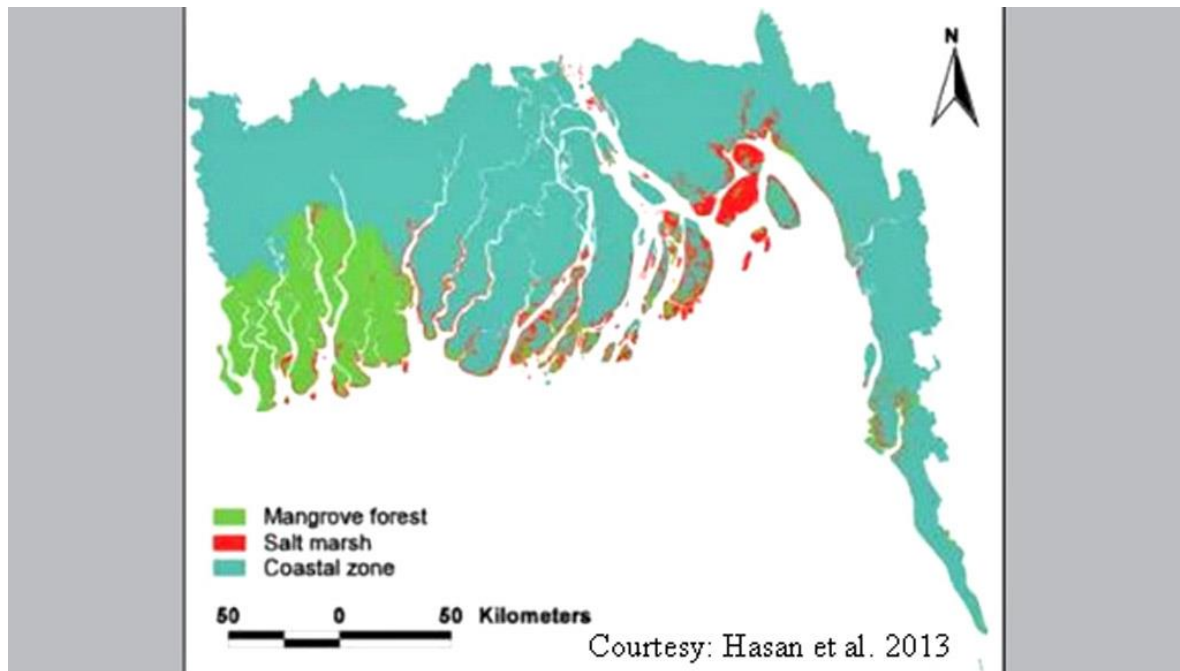 N
Mangrove forest
Salt marsh
Coastal zone
50 0 50 Kilometers
Courtesy: Hasan et al. 2013